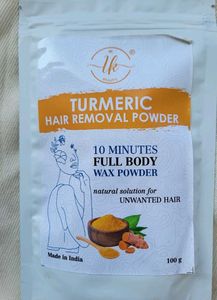 Uk
TURMERIC
HAIR REMOVAL POWDER
10 MINUTES
FULL BODY
WAX POWDER
natural solution for
UNWANTED HAIR
Made in India
100 g